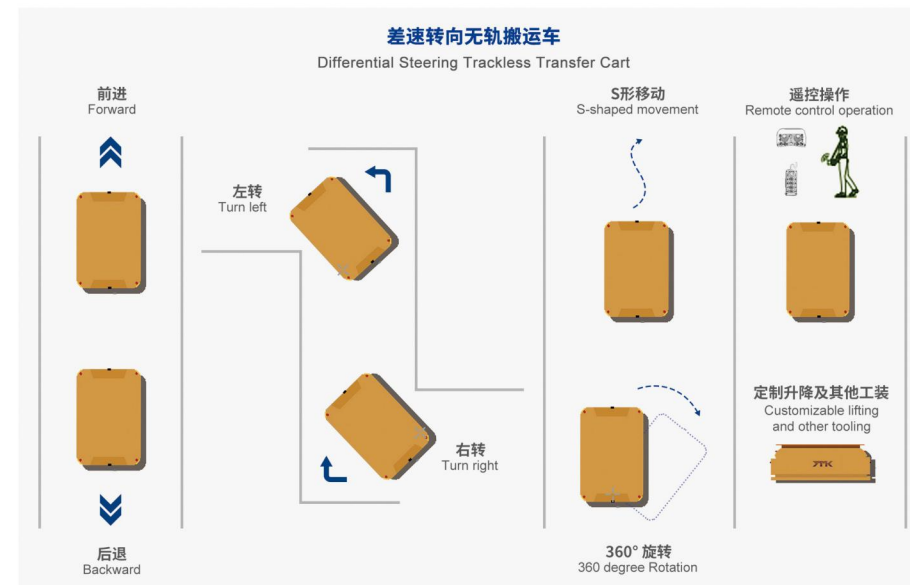 差速转向无轨搬运车
Differential Steering Trackless Transfer Cart
前进
Forward
后退
Backward
左转
Turn left
右转
Turn right
S形移动
S-shaped movement
360° 旋转
360 degree Rotation
遥控操作
Remote control operation
定制升降及其他工装
Customizable lifting
and other tooling